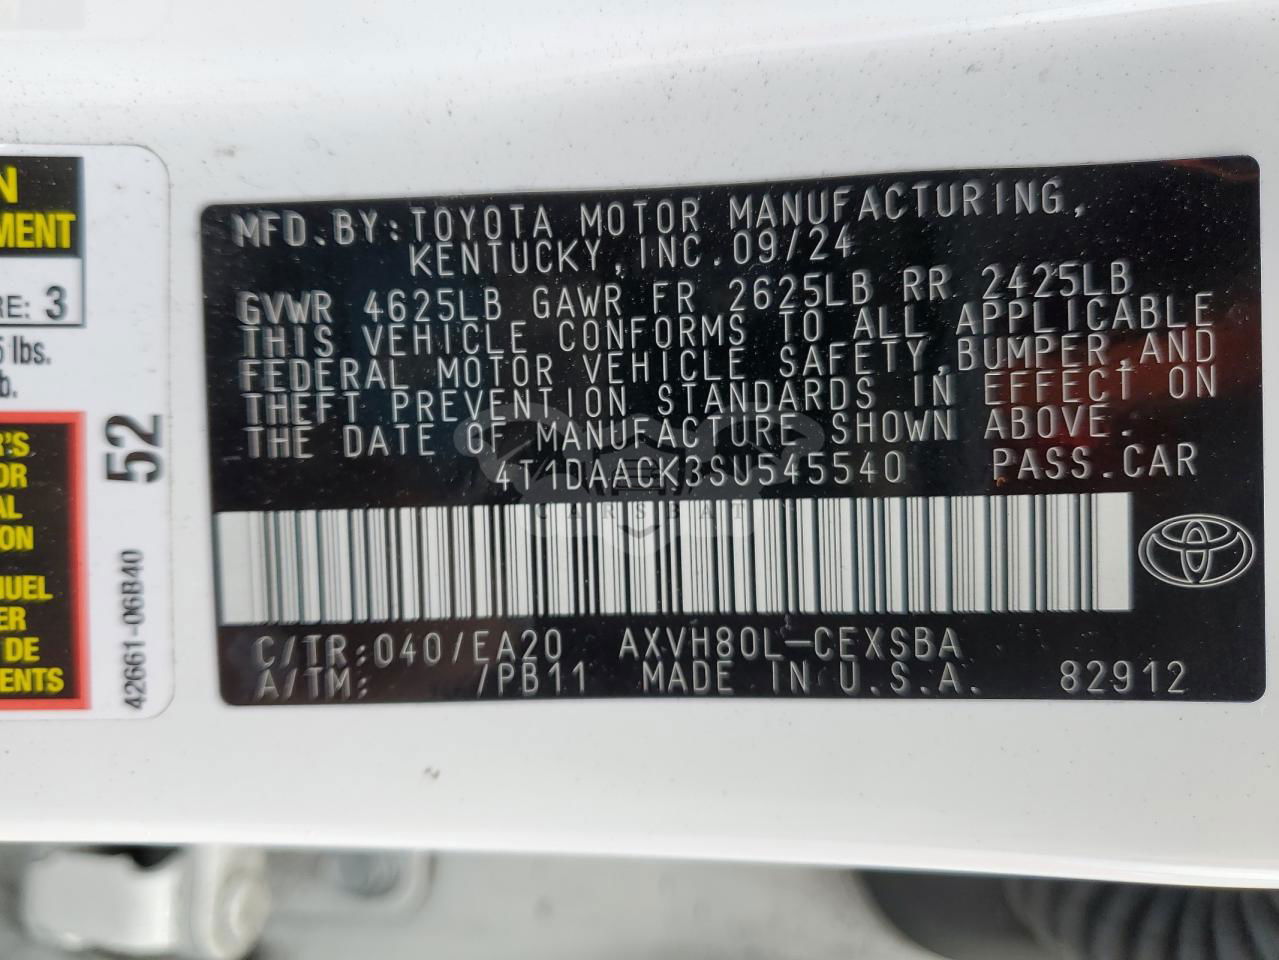 N
MENT
RE: 3
5 lbs.
b.
R'S
OR
AL
ON
NUEL
ER
DE
ENTS
52
42661-06B40
MFD.BY:TOYOTA MOTOR MANUFACTURING,
KENTUCKY,INC.09/24
GVWR 4625LB GAWR FR 2625LB RR 2425LB
THIS VEHICLE CONFORMS TO ALL APPLICABLE
FEDERAL MOTOR VEHICLE SAFETY,BUMPER,AND
THEFT PREVENTION STANDARDS IN EFFECT ON
THE DATE OF MANUFACTURE SHOWN ABOVE.
4T1DAACK3SU545540 PASS.CAR
CARSBAT
C/TR:040/EA20 AXVH80L-CEXSBA
A/TM: /PB11 MADE IN U.S.A. 82912